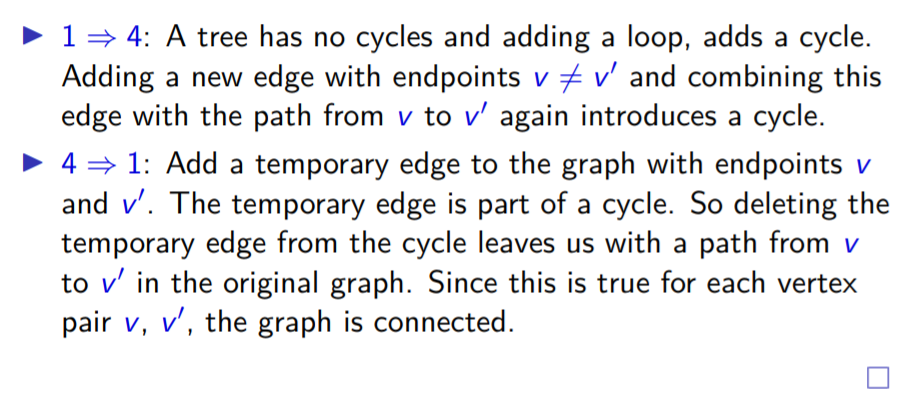 ▶ 1 ⇒ 4: A tree has no cycles and adding a loop, adds a cycle.
Adding a new edge with endpoints v ≠ v′ and combining this
edge with the path from v to v′ again introduces a cycle.
▶ 4 ⇒ 1: Add a temporary edge to the graph with endpoints v
and v′. The temporary edge is part of a cycle. So deleting the
temporary edge from the cycle leaves us with a path from v
to v′ in the original graph. Since this is true for each vertex
pair v, v′, the graph is connected.
□